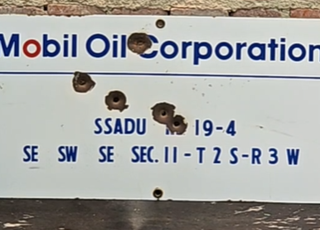 Mobil Oil Corporation
SSADU 19-4
SE SW SE SEC. 11 - T 2 S - R 3 W